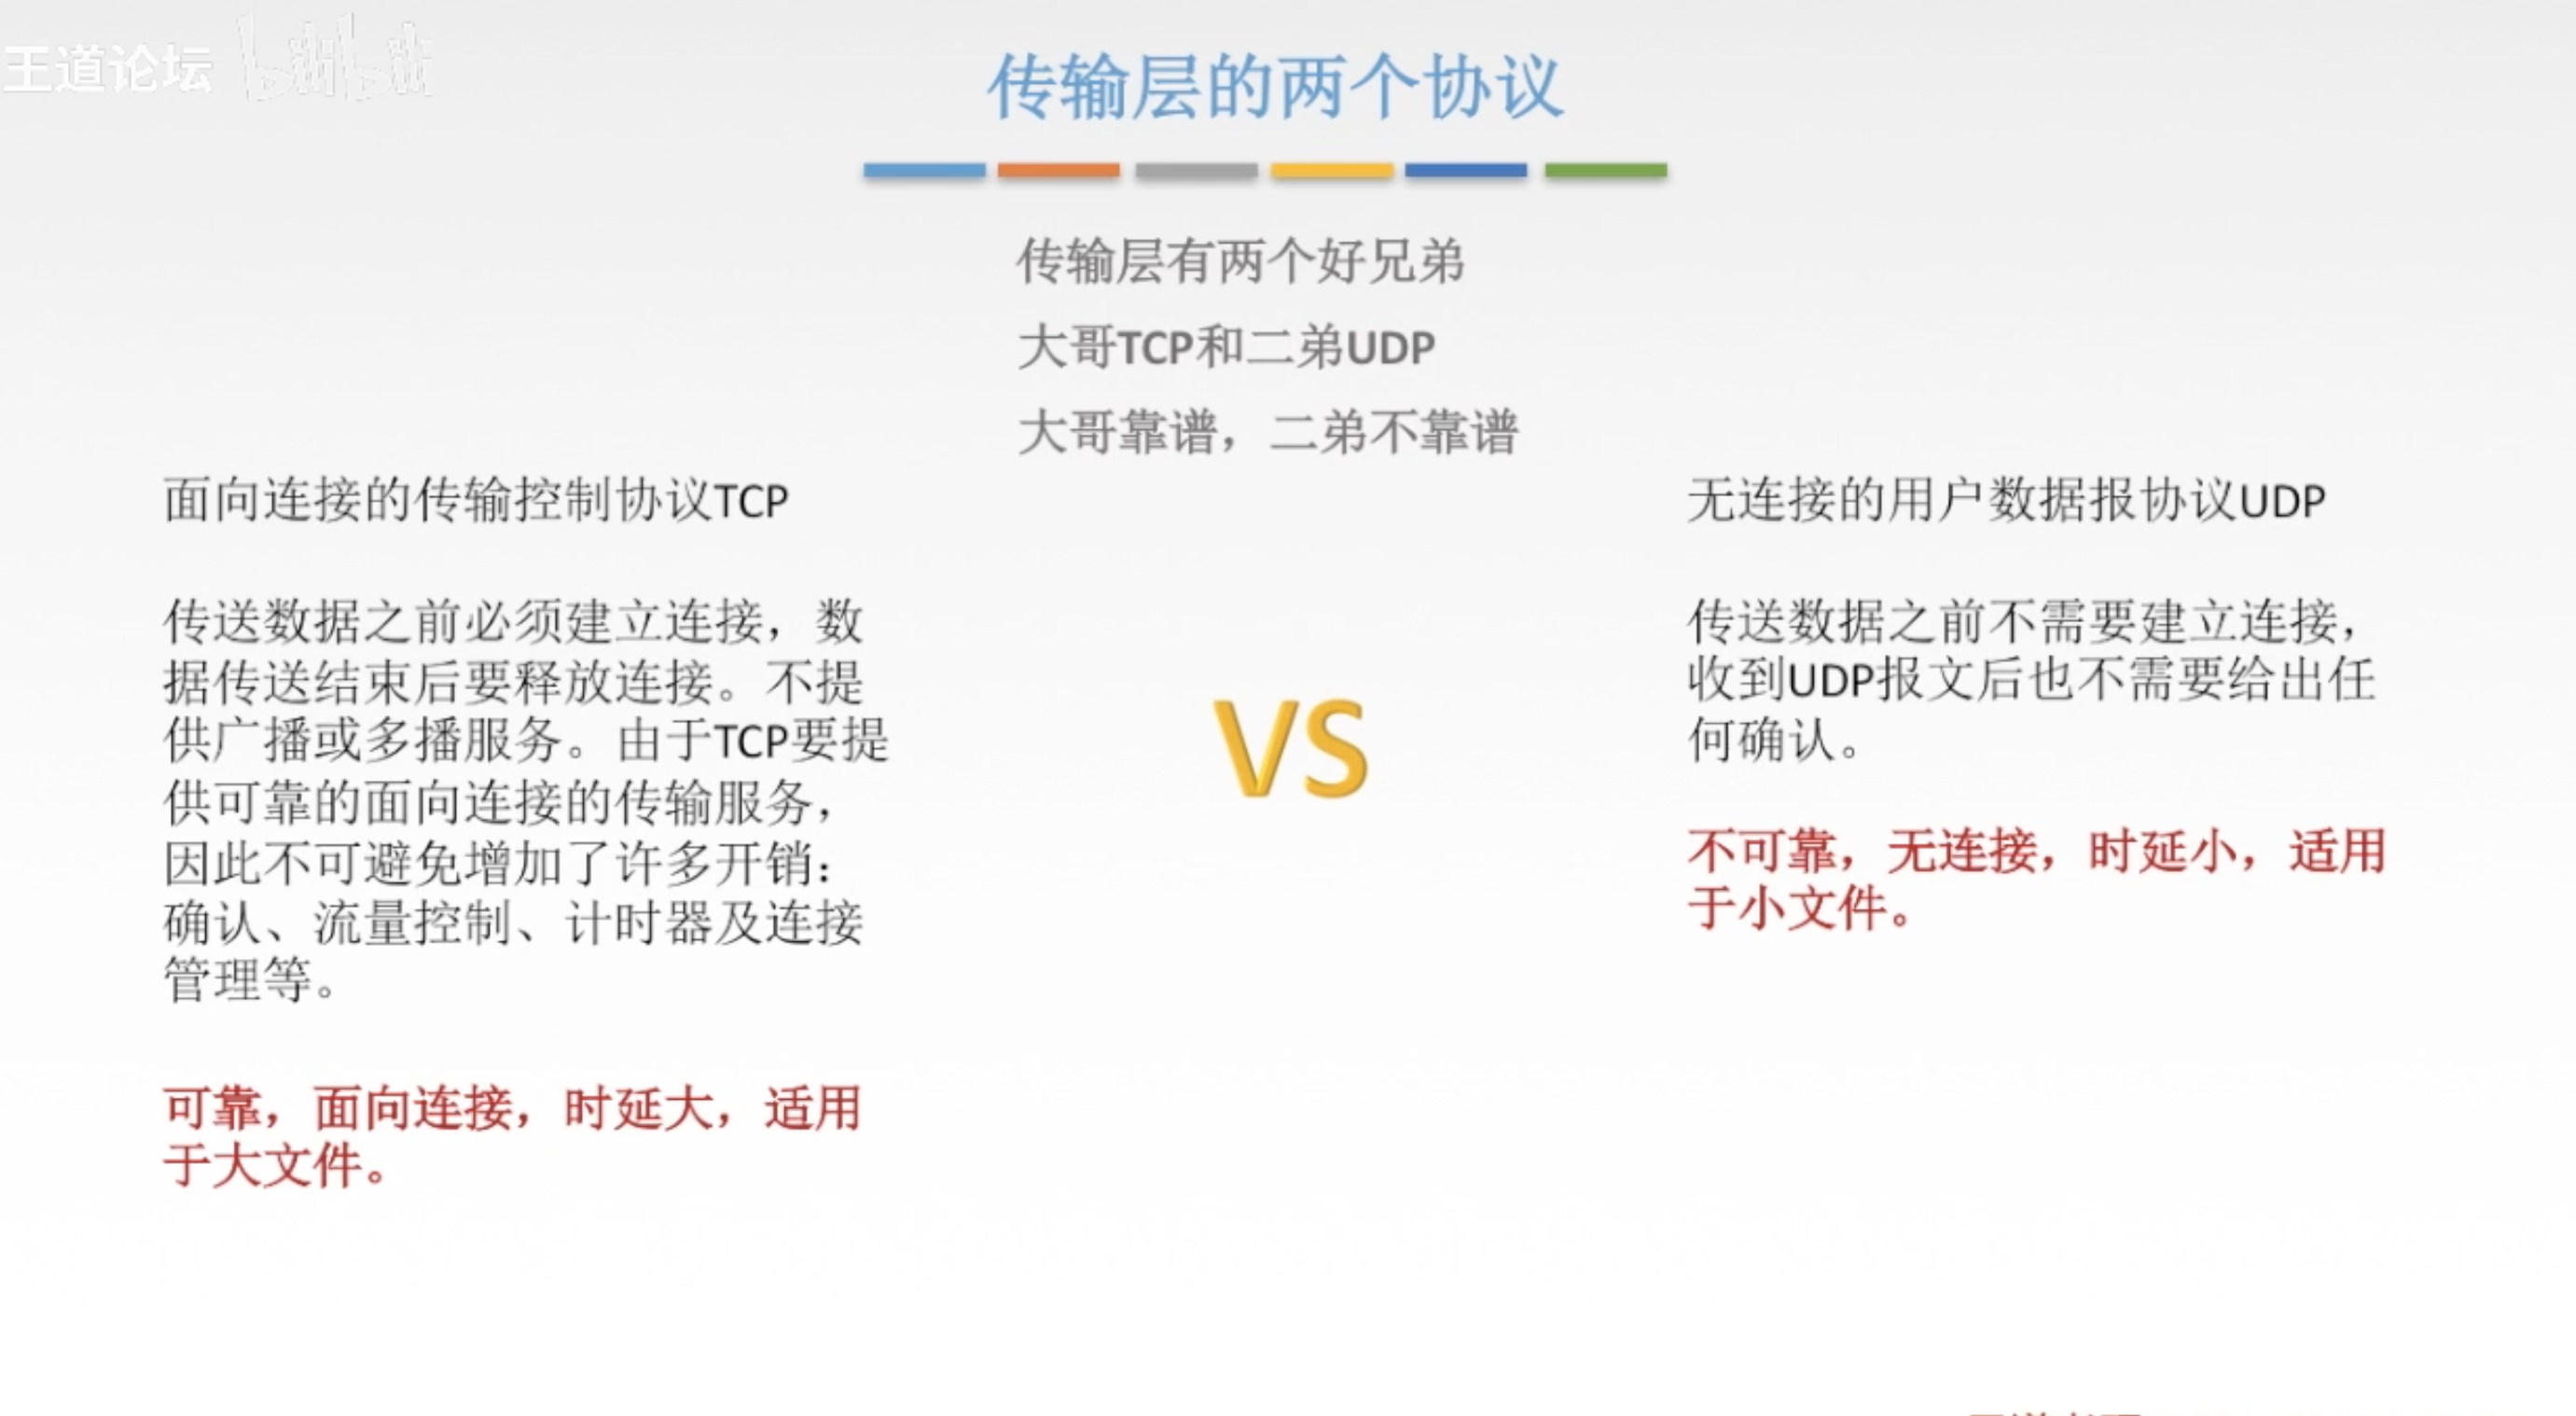 王道论坛 bilibili
传输层的两个协议
传输层有两个好兄弟
大哥TCP和二弟UDP
大哥靠谱，二弟不靠谱
面向连接的传输控制协议TCP
传送数据之前必须建立连接，数
据传送结束后要释放连接。不提
供广播或多播服务。由于TCP要提
供可靠的面向连接的传输服务，
因此不可避免增加了许多开销：
确认、流量控制、计时器及连接
管理等。
可靠，面向连接，时延大，适用
于大文件。
VS
无连接的用户数据报协议UDP
传送数据之前不需要建立连接，
收到UDP报文后也不需要给出任
何确认。
不可靠，无连接，时延小，适用
于小文件。